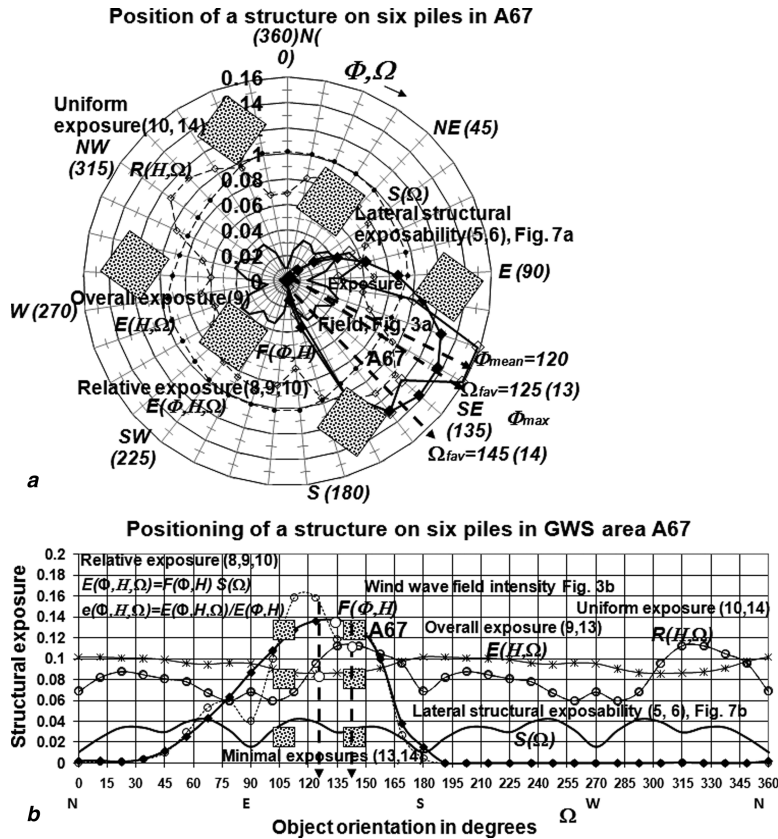 Position of a structure on six piles in A67
(360)N(
0)
Φ,Ω
0.16
0.14
Uniform
exposure(10, 14)
NW
(315)
NE (45)
1
R(H,Ω)
0.08
S(Ω)
0.06
Lateral structural
exposability(5,6), Fig. 7a
0.04
0.02
0
E (90)
Exposure
W (270)
Overall exposure(9)
E(H,Ω)
Field, Fig. 3a
F(Φ,H)
A67
Φmean=120
Relative exposure(8,9,10)
E(Φ,H,Ω)
Ωfav=125 (13)
SE
(135)
Φmax
SW
(225)
Ωfav=145 (14)
S (180)
a
Positioning of a structure on six piles in GWS area A67
Structural exposure
0.2
0.18
0.16
0.14
0.12
0.1
0.08
0.06
0.04
0.02
0
Relative exposure (8,9,10)
E(Φ,H,Ω)=F(Φ,H) S(Ω)
e(Φ,H,Ω)=E(Φ,H,Ω)/E(Φ,H)
Wind wave field intensity Fig. 3b
F(Φ,H)
A67
Uniform exposure (10,14)
Overall exposure (9,13)
R(H,Ω)
E(H,Ω)
Lateral structural exposability (5, 6), Fig. 7b
S(Ω)
Minimal exposures (13,14)
0 15 30 45 60 75 90 105 120 135 150 165 180 195 210 225 240 255 270 285 300 315 330 345 360
N E S W N
Ω
Object orientation in degrees
b